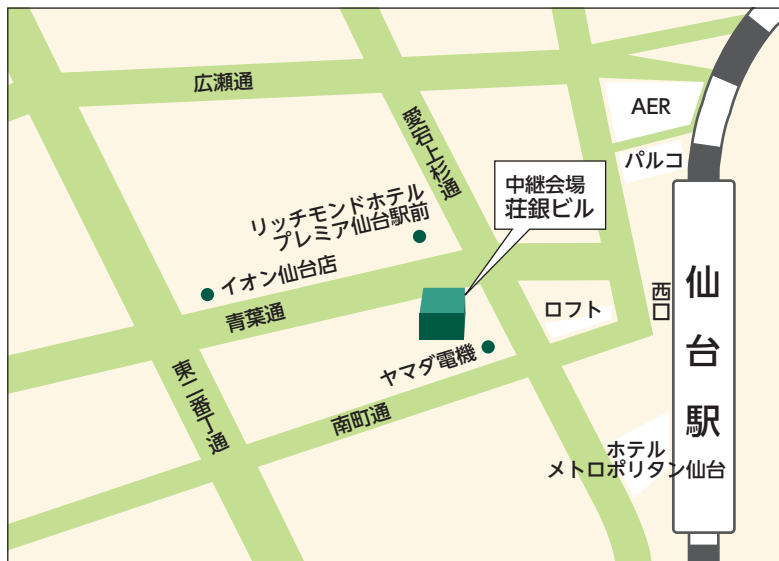 広瀬通
AER
愛宕上杉通
パルコ
中継会場
荘銀ビル
リッチモンドホテル
プレミア仙台駅前
イオン仙台店
仙台駅
西口
青葉通
ロフト
ヤマダ電機
東二番丁通
南町通
ホテル
メトロポリタン仙台